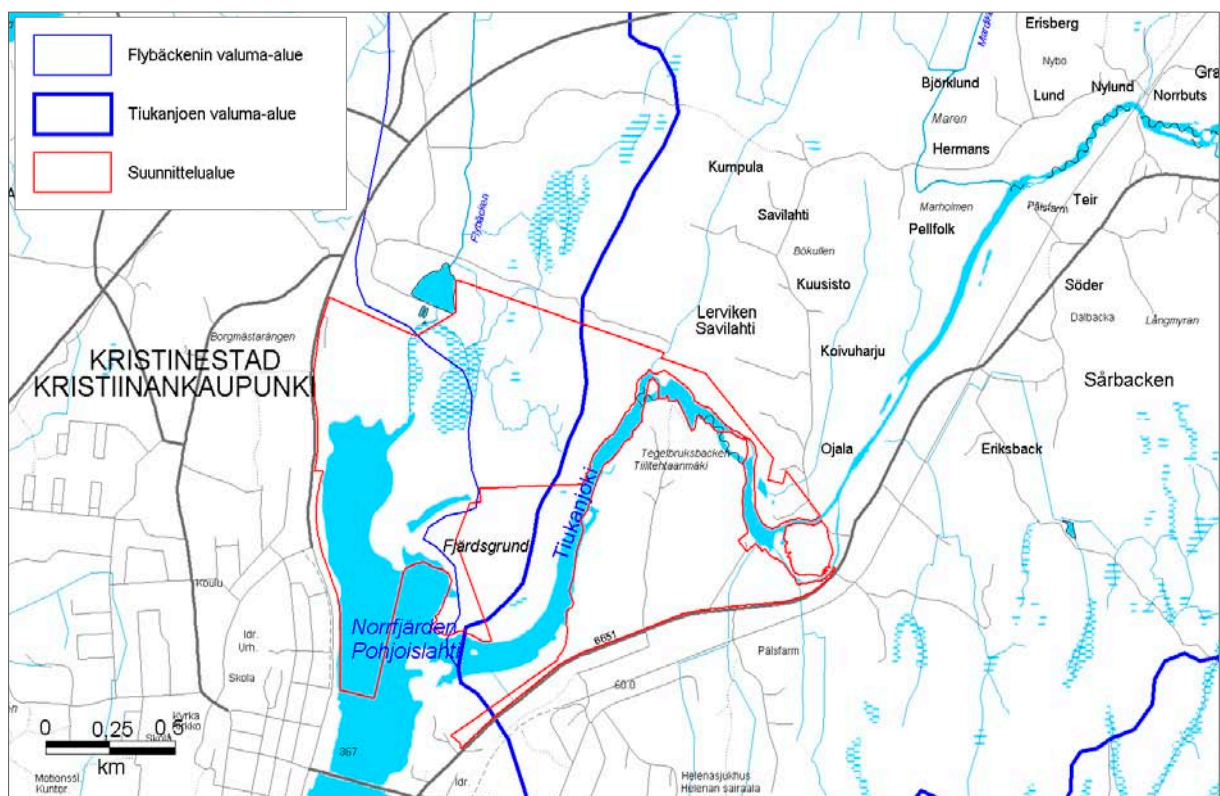 Flybäckenin valuma-alue
Tiukanjoen valuma-alue
Suunnittelualue
Erisberg
Nybo
Björklund
Lund
Nylund
Norrbuts
Maren
Hermans
Kumpula
Flybäcken
Savilahti
Marholmen
Pålsfarm
Teir
Pellfolk
Bökullen
Kuusisto
Söder
Dalbacka
Långmyran
Lerviken
Savilahti
Borgmästarängen
KRISTINESTAD
KRISTIINANKAUPUNKI
Koivuharju
Sårbacken
Ojala
Eriksback
Tegelbruksbacken
Tiilitehtaanmäki
Tiukanjoki
Fjärdsgrund
Koulu
Norrfjärden
Pohjoislahti
Idr.
Urh.
Skola
6651
Pålsfarm
60.0
0 0,25 0,5
km
Kyrka
Skola
367
Motionssl.
Kuntor.
Idr.
Helenasjukhus
Helenan sairaala